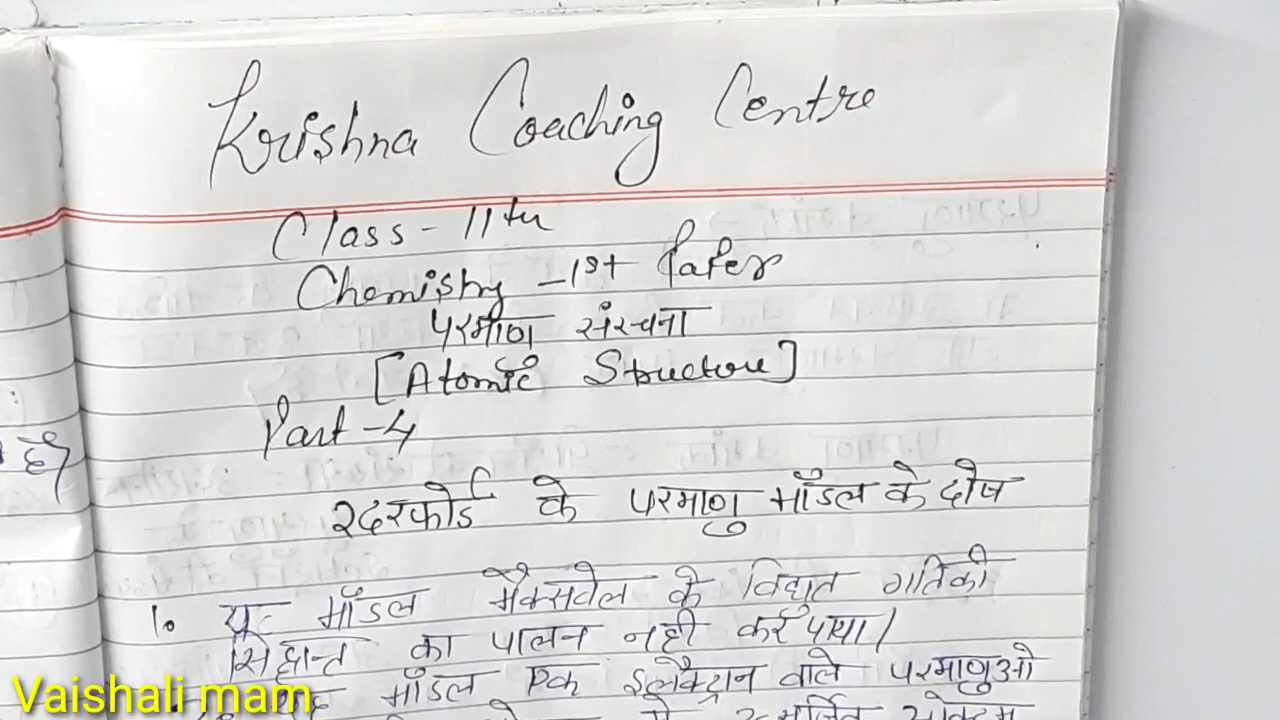 Krishna Coaching Centre
Class - 11th
Chemistry - 1st Paper
परमाणु संरचना
[Atomic Structure]
Part - 4
है।
रदरफोर्ड के परमाणु मॉडल के दोष
1. यह मॉडल मैक्सवेल के विद्युत गतिकी
सिद्धान्त का पालन नही कर पाया।
मॉडल एक इलैक्ट्रान वाले परमाणुओ
Vaishali mam